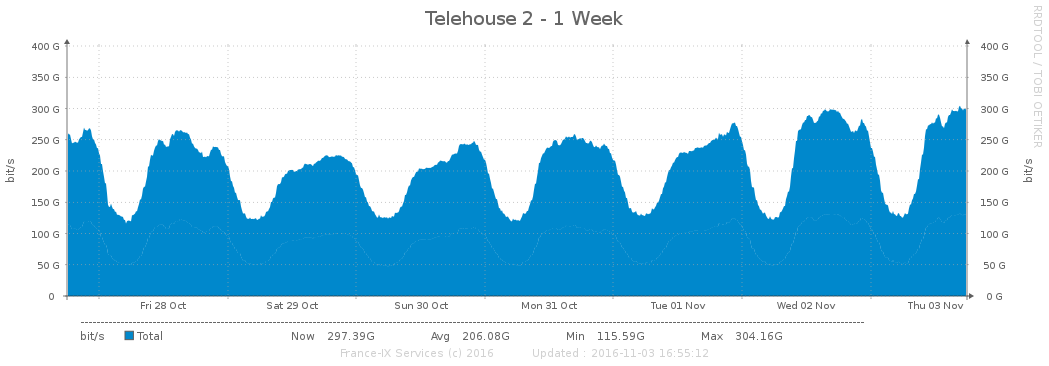 Telehouse 2 - 1 Week
RRDTOOL / TOBI OETIKER
400 G 400 G
350 G 350 G
300 G 300 G
250 G 250 G
200 G 200 G
150 G 150 G
100 G 100 G
50 G 50 G
0 0 G
bit/s
bit/s
Fri 28 Oct Sat 29 Oct Sun 30 Oct Mon 31 Oct Tue 01 Nov Wed 02 Nov Thu 03 Nov
bit/s Total Now 297.39G Avg 206.08G Min 115.59G Max 304.16G
France-IX Services (c) 2016 Updated : 2016-11-03 16:55:12